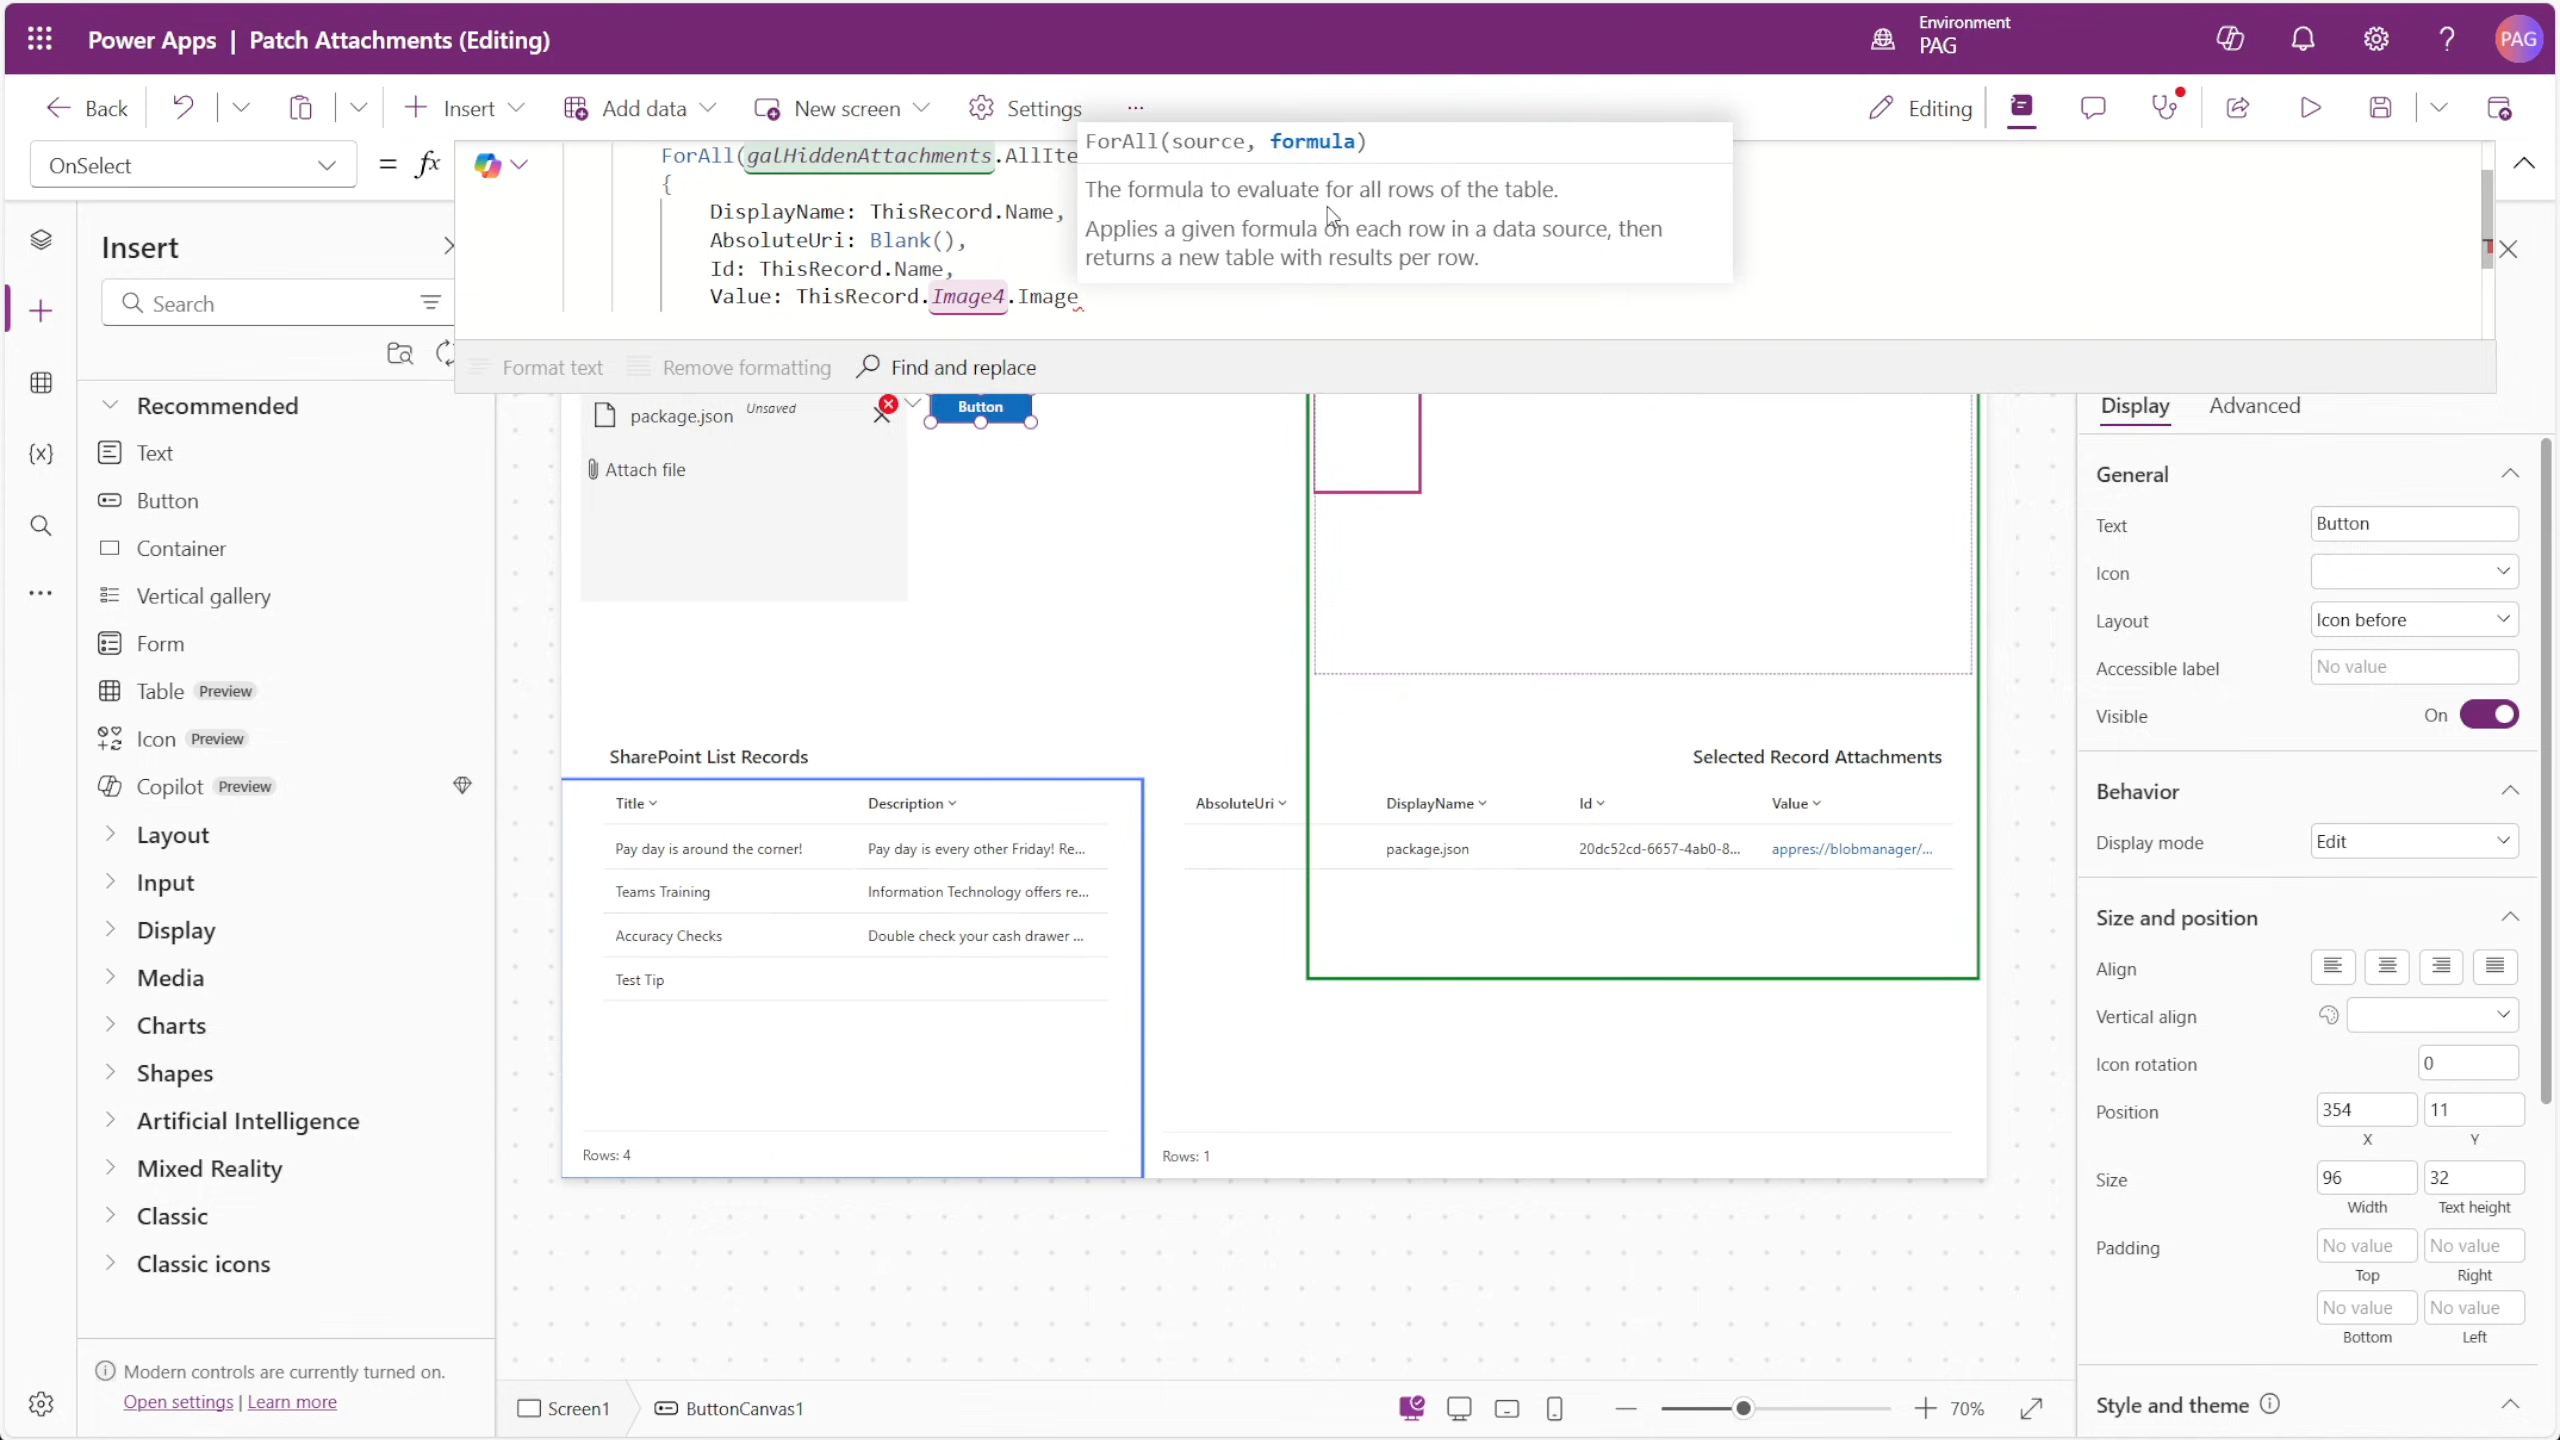 Power Apps | Patch Attachments (Editing)
Environment
PAG
PAG
Back
Insert
Add data
New screen
Settings
...
Editing
OnSelect
= fx
ForAll(galHiddenAttachments.AllIte
{
DisplayName: ThisRecord.Name,
AbsoluteUri: Blank(),
Id: ThisRecord.Name,
Value: ThisRecord.Image4.Image
ForAll(source, formula)
The formula to evaluate for all rows of the table.
Applies a given formula on each row in a data source, then
returns a new table with results per row.
Format text
Remove formatting
Find and replace
Insert
Search
Recommended
Text
Button
Container
Vertical gallery
Form
Table Preview
Icon Preview
Copilot Preview
Layout
Input
Display
Media
Charts
Shapes
Artificial Intelligence
Mixed Reality
Classic
Classic icons
Modern controls are currently turned on.
Open settings | Learn more
package.json Unsaved
Attach file
Button
SharePoint List Records
Title Description
Pay day is around the corner! Pay day is every other Friday! Re...
Teams Training Information Technology offers re...
Accuracy Checks Double check your cash drawer ...
Test Tip
Rows: 4
Selected Record Attachments
AbsoluteUri DisplayName Id Value
package.json 20dc52cd-6657-4ab0-8... appres://blobmanager/...
Rows: 1
Screen1 ButtonCanvas1
70%
Display Advanced
General
Text Button
Icon
Layout Icon before
Accessible label No value
Visible On
Behavior
Display mode Edit
Size and position
Align
Vertical align
Icon rotation 0
Position 354 11
X Y
Size 96 32
Width Text height
Padding No value No value
Top Right
No value No value
Bottom Left
Style and theme